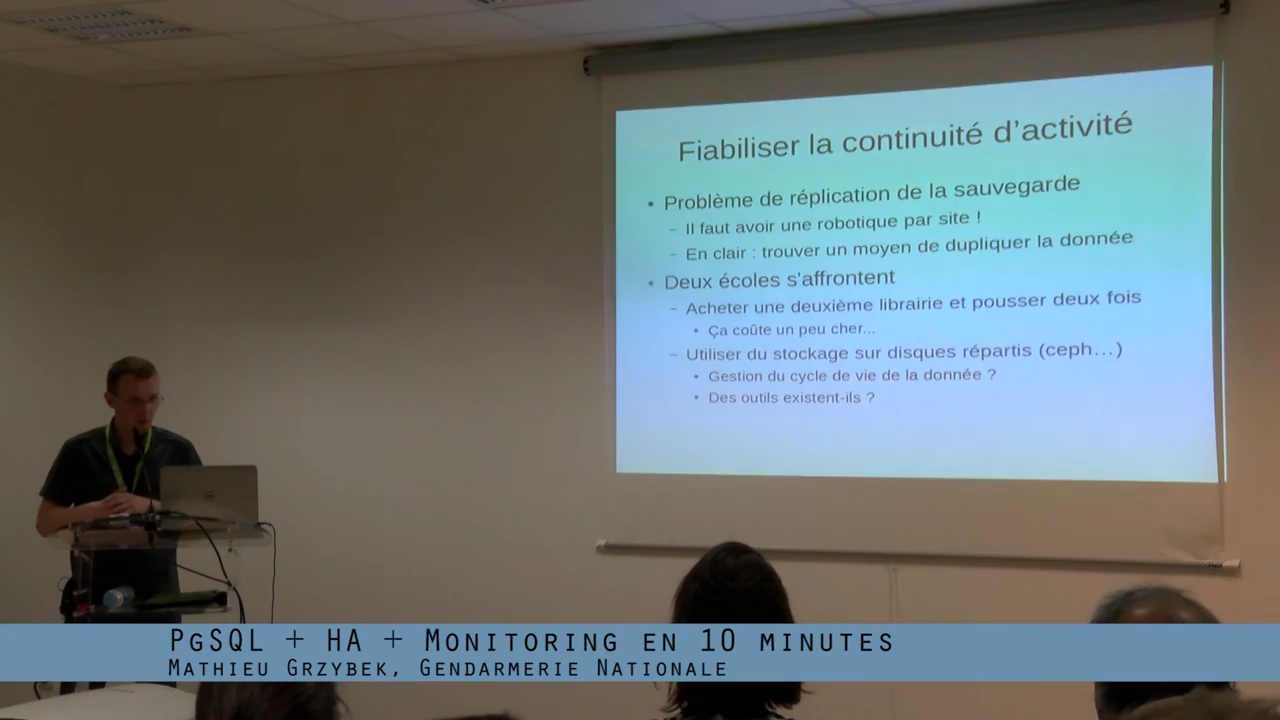 Fiabiliser la continuité d’activité
• Problème de réplication de la sauvegarde
– Il faut avoir une robotique par site !
– En clair : trouver un moyen de dupliquer la donnée
• Deux écoles s'affrontent
– Acheter une deuxième librairie et pousser deux fois
• Ça coûte un peu cher...
– Utiliser du stockage sur disques répartis (ceph…)
• Gestion du cycle de vie de la donnée ?
• Des outils existent-ils ?
PgSQL + HA + Monitoring en 10 minutes
Mathieu Grzybek, Gendarmerie Nationale